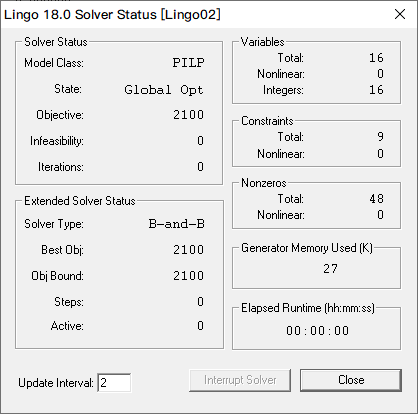 Lingo 18.0 Solver Status [Lingo02]
Solver Status
Model Class: PILP
State: Global Opt
Objective: 2100
Infeasibility: 0
Iterations: 0
Extended Solver Status
Solver Type: B-and-B
Best Obj: 2100
Obj Bound: 2100
Steps: 0
Active: 0
Variables
Total: 16
Nonlinear: 0
Integers: 16
Constraints
Total: 9
Nonlinear: 0
Nonzeros
Total: 48
Nonlinear: 0
Generator Memory Used (K)
27
Elapsed Runtime (hh:mm:ss)
00:00:00
Update Interval: 2
Interrupt Solver
Close